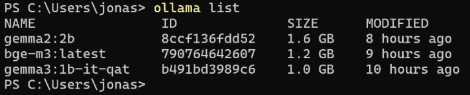 PS C:\Users\jonas> ollama list
NAME ID SIZE MODIFIED
gemma2:2b 8ccf136fdd52 1.6 GB 8 hours ago
bge-m3:latest 790764642607 1.2 GB 9 hours ago
gemma3:1b-it-qat b491bd3989c6 1.0 GB 10 hours ago
PS C:\Users\jonas>